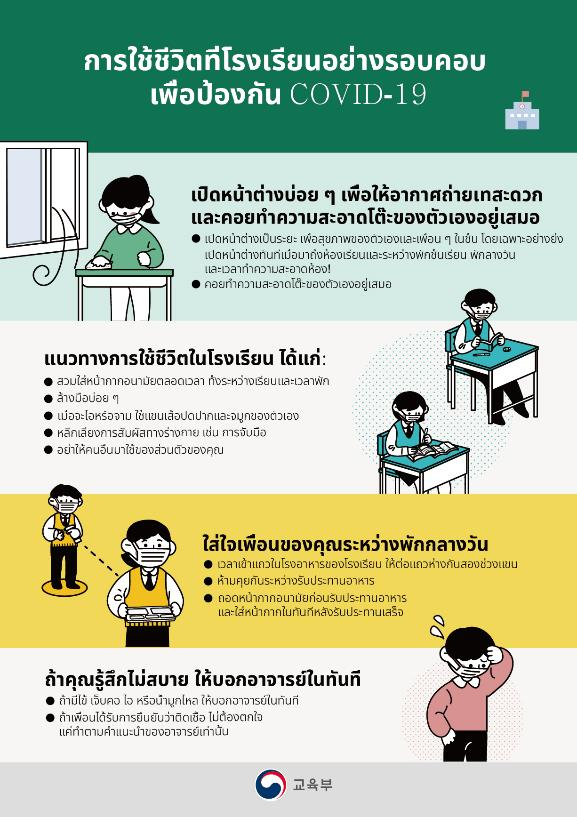 การใช้ชีวิตที่โรงเรียนอย่างรอบคอบ
เพื่อป้องกัน COVID-19
เปิดหน้าต่างบ่อย ๆ เพื่อให้อากาศถ่ายเทสะดวก
และคอยทำความสะอาดโต๊ะของตัวเองอยู่เสมอ
● เปิดหน้าต่างเป็นระยะ เพื่อสุขภาพของตัวเองและเพื่อน ๆ ในชั้น โดยเฉพาะอย่างยิ่ง
เปิดหน้าต่างทันทีเมื่อมาถึงห้องเรียนและระหว่างพักชั้นเรียน พักกลางวัน
และเวลาทำความสะอาดห้อง!
● คอยทำความสะอาดโต๊ะของตัวเองอยู่เสมอ
แนวทางการใช้ชีวิตในโรงเรียน ได้แก่:
● สวมใส่หน้ากากอนามัยตลอดเวลา ทั้งระหว่างเรียนและเวลาพัก
● ล้างมือบ่อย ๆ
● เมื่อจะไอหรือจาม ใช้แขนเสื้อปิดปากและจมูกของตัวเอง
● หลีกเลี่ยงการสัมผัสทางร่างกาย เช่น การจับมือ
● อย่าให้คนอื่นมาใช้ของส่วนตัวของคุณ
ใส่ใจเพื่อนของคุณระหว่างพักกลางวัน
● เวลาเข้าแถวในโรงอาหารของโรงเรียน ให้ต่อแถวห่างกันสองช่วงแขน
● ห้ามคุยกันระหว่างรับประทานอาหาร
● ถอดหน้ากากอนามัยก่อนรับประทานอาหาร
และใส่หน้ากากในทันทีหลังรับประทานเสร็จ
ถ้าคุณรู้สึกไม่สบาย ให้บอกอาจารย์ในทันที
● ถ้ามีไข้ เจ็บคอ ไอ หรือน้ำมูกไหล ให้บอกอาจารย์ในทันที
● ถ้าเพื่อนได้รับการยืนยันว่าติดเชื้อ ไม่ต้องตกใจ
แค่ทำตามคำแนะนำของอาจารย์เท่านั้น
교육부